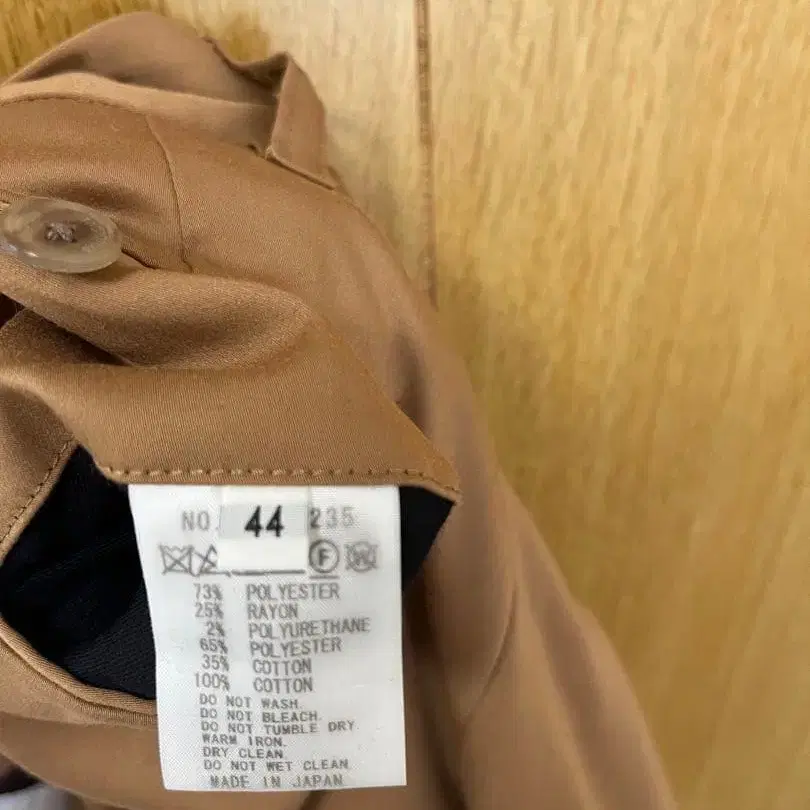 NO. 44 235
F W
73% POLYESTER
25% RAYON
2% POLYURETHANE
65% POLYESTER
35% COTTON
100% COTTON
DO NOT WASH.
DO NOT BLEACH.
DO NOT TUMBLE DRY
WARM IRON.
DRY CLEAN.
DO NOT WET CLEAN.
MADE IN JAPAN